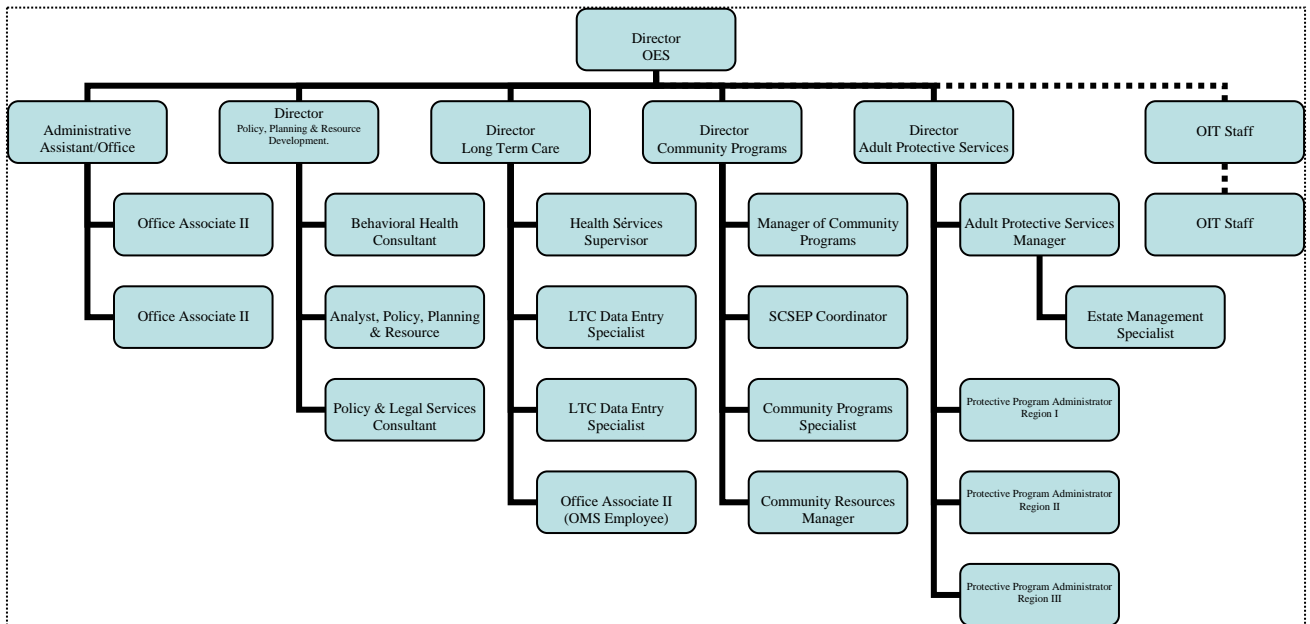 Director
OES
Administrative
Assistant/Office
Director
Policy, Planning & Resource
Development.
Director
Long Term Care
Director
Community Programs
Director
Adult Protective Services
OIT Staff
Office Associate II
Behavioral Health
Consultant
Health Services
Supervisor
Manager of Community
Programs
Adult Protective Services
Manager
OIT Staff
Office Associate II
Analyst, Policy, Planning
& Resource
LTC Data Entry
Specialist
SCSEP Coordinator
Estate Management
Specialist
Policy & Legal Services
Consultant
LTC Data Entry
Specialist
Community Programs
Specialist
Protective Program Administrator
Region I
Office Associate II
(OMS Employee)
Community Resources
Manager
Protective Program Administrator
Region II
Protective Program Administrator
Region III